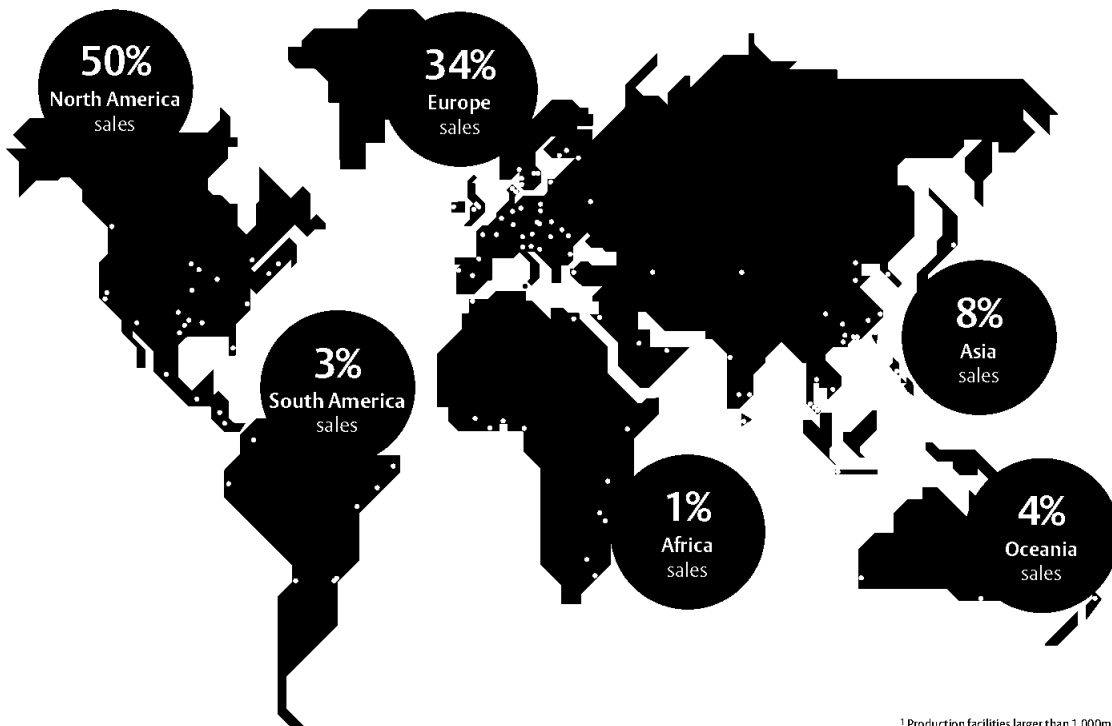 50%
North America
sales
34%
Europe
sales
3%
South America
sales
8%
Asia
sales
1%
Africa
sales
4%
Oceania
sales
1 Production facilities larger than 1,000m